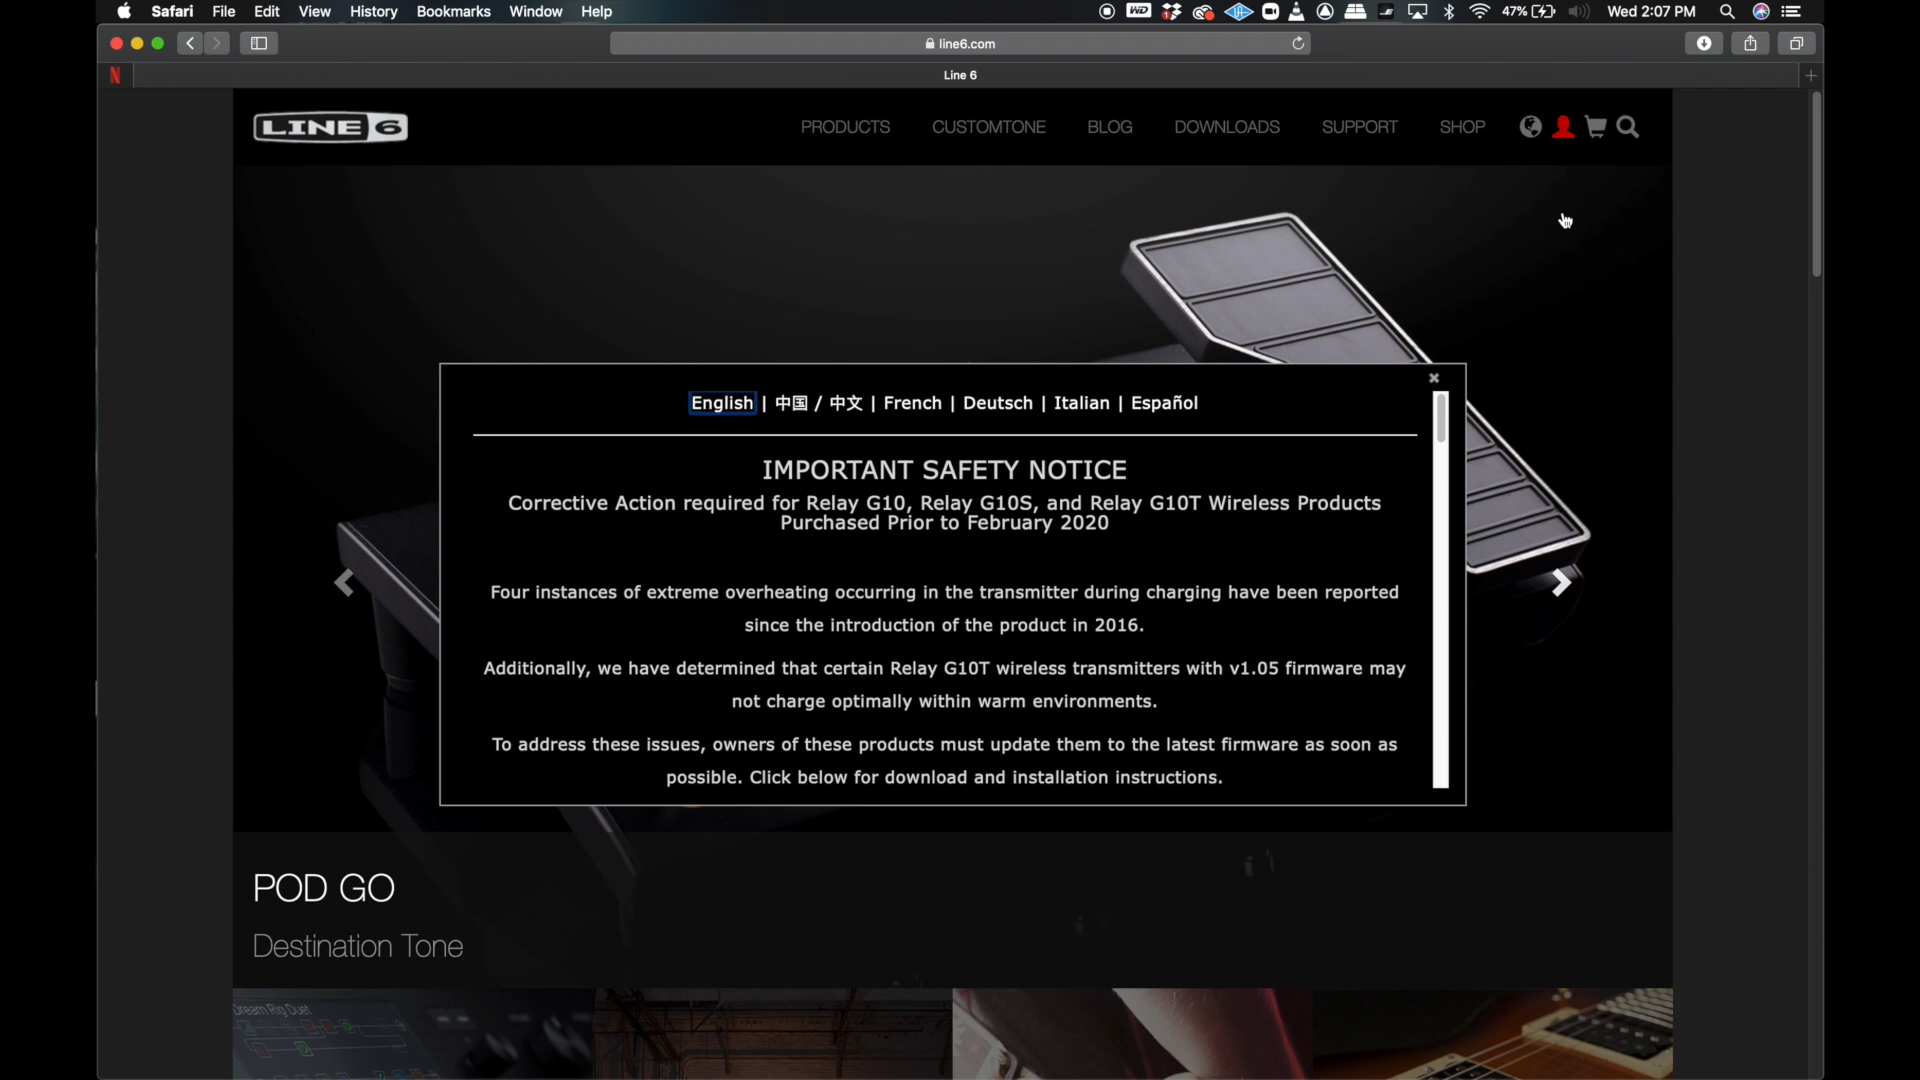 Safari File Edit View History Bookmarks Window Help
WD 47% Wed 2:07 PM
line6.com
N Line 6
LINE 6 PRODUCTS CUSTOMTONE BLOG DOWNLOADS SUPPORT SHOP
English | 中国 / 中文 | French | Deutsch | Italian | Español
IMPORTANT SAFETY NOTICE
Corrective Action required for Relay G10, Relay G10S, and Relay G10T Wireless Products
Purchased Prior to February 2020
Four instances of extreme overheating occurring in the transmitter during charging have been reported
since the introduction of the product in 2016.
Additionally, we have determined that certain Relay G10T wireless transmitters with v1.05 firmware may
not charge optimally within warm environments.
To address these issues, owners of these products must update them to the latest firmware as soon as
possible. Click below for download and installation instructions.
POD GO
Destination Tone
Dream Rig Duet